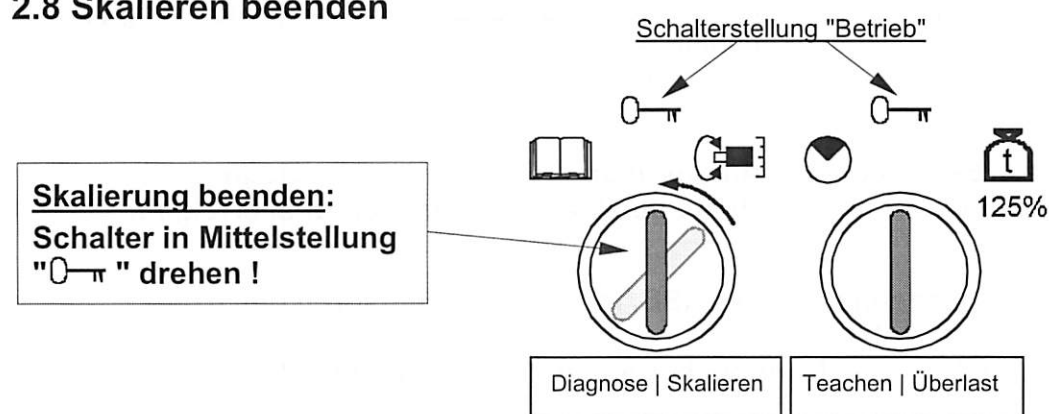 2.8 Skalieren beenden
Schalterstellung "Betrieb"
Skalierung beenden:
Schalter in Mittelstellung
" " drehen !
t
125%
Diagnose | Skalieren
Teachen | Überlast